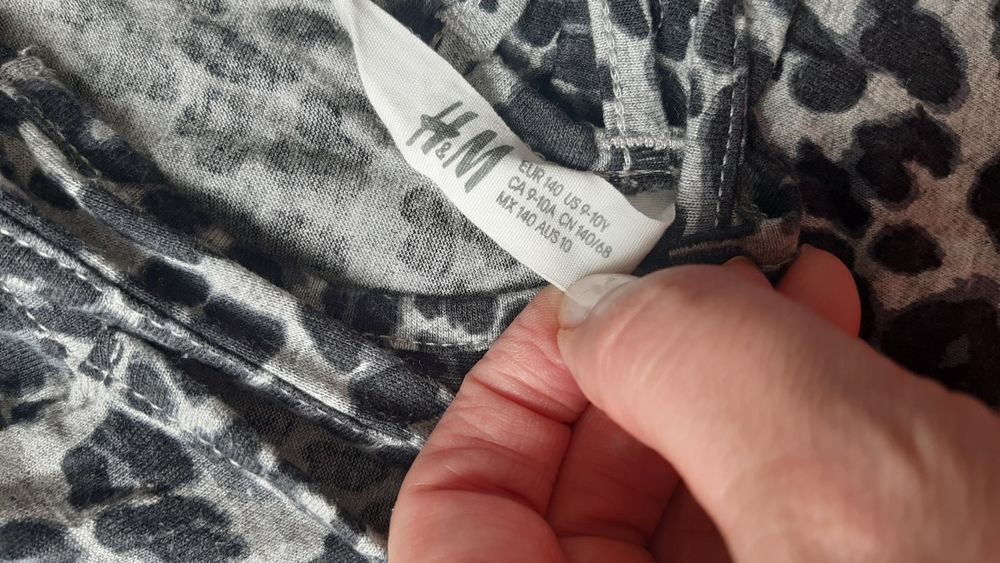 H&M
EUR 140 US 9-10Y
CA 9-10A CN 140/68
MX 140 AUS 10